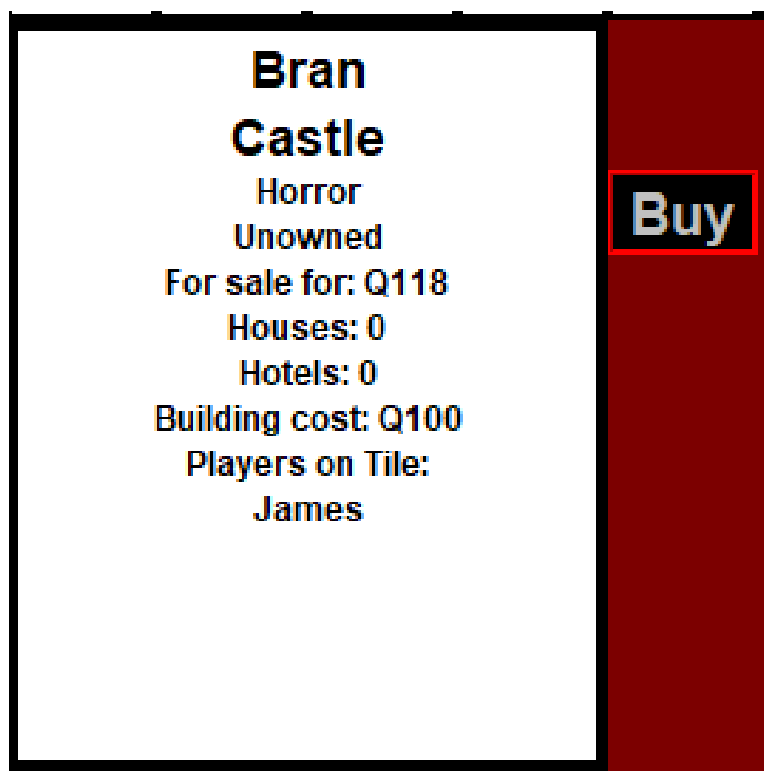 Bran
Castle
Horror
Unowned
For sale for: Q118
Houses: 0
Hotels: 0
Building cost: Q100
Players on Tile:
James
Buy